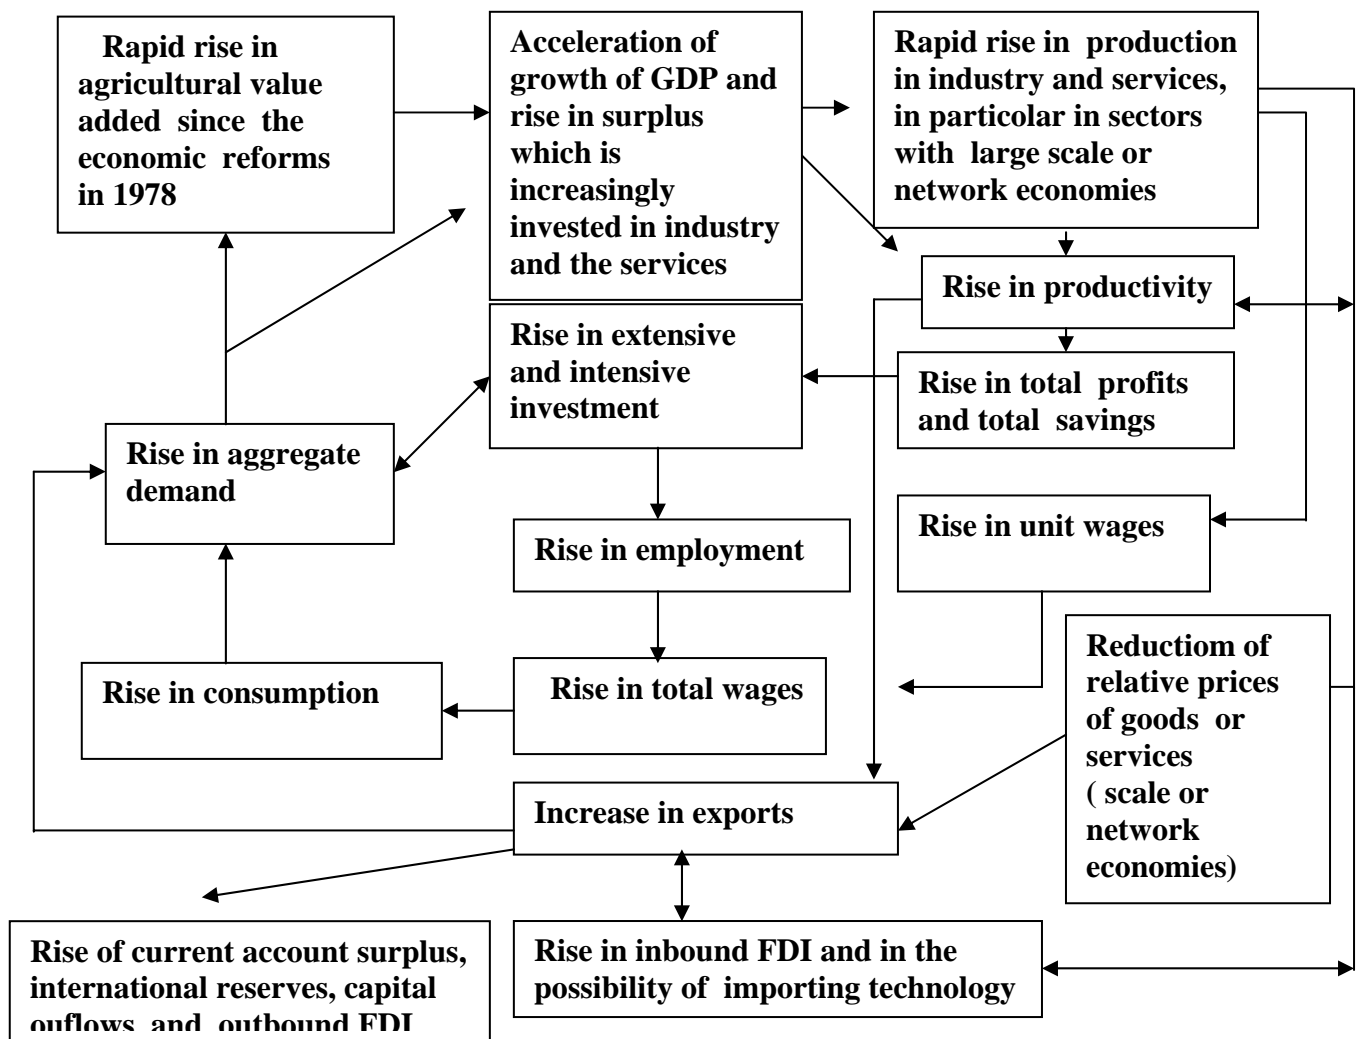 Rapid rise in
agricultural value
added since the
economic reforms
in 1978
Acceleration of
growth of GDP and
rise in surplus
which is
increasingly
invested in industry
and the services
Rapid rise in production
in industry and services,
in particolar in sectors
with large scale or
network economies
Rise in productivity
Rise in extensive
and intensive
investment
Rise in total profits
and total savings
Rise in aggregate
demand
Rise in employment
Rise in unit wages
Rise in consumption
Rise in total wages
Reductiom of
relative prices
of goods or
services
( scale or
network
economies)
Increase in exports
Rise of current account surplus,
international reserves, capital
ouflows and outbound FDI
Rise in inbound FDI and in the
possibility of importing technology